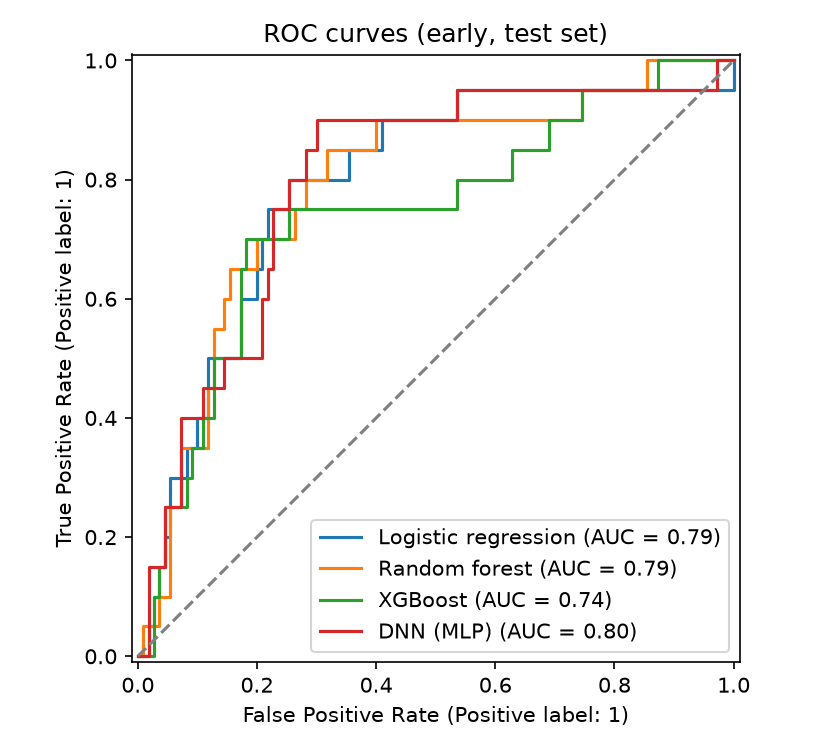 ROC curves (early, test set)
True Positive Rate (Positive label: 1)
1.0
0.8
0.6
0.4
0.2
0.0
Logistic regression (AUC = 0.79)
Random forest (AUC = 0.79)
XGBoost (AUC = 0.74)
DNN (MLP) (AUC = 0.80)
0.0 0.2 0.4 0.6 0.8 1.0
False Positive Rate (Positive label: 1)